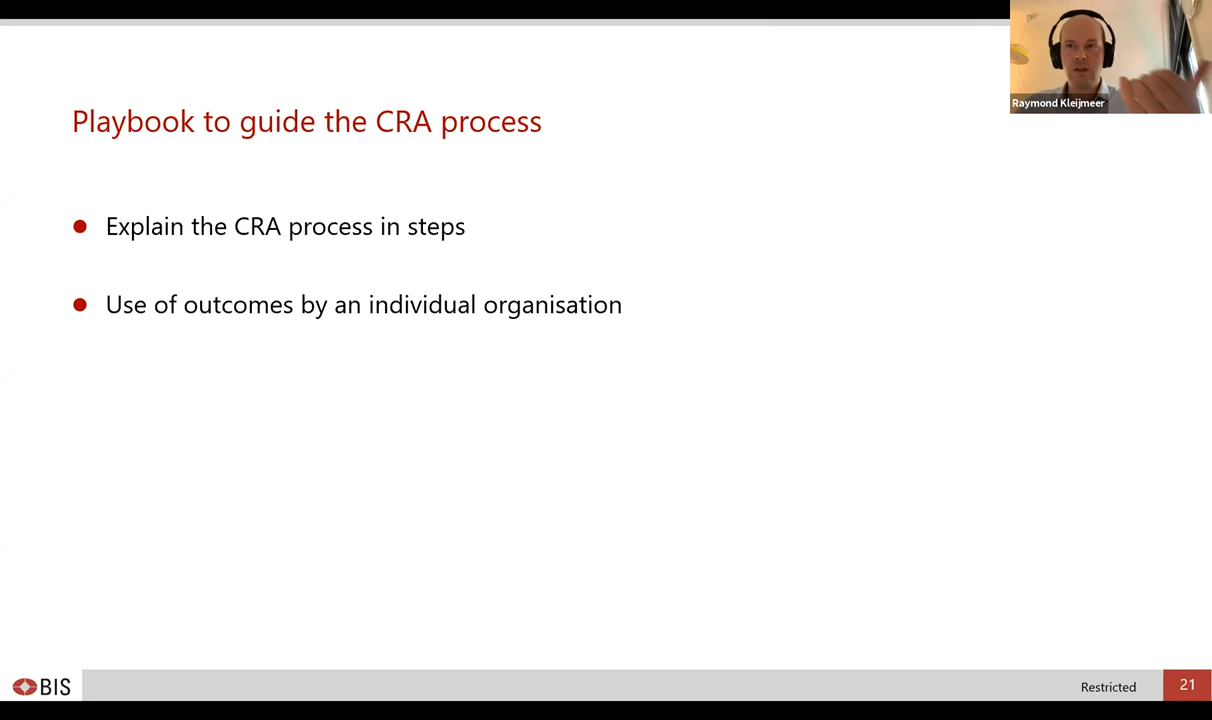 Raymond Kleijmeer
Playbook to guide the CRA process
Explain the CRA process in steps
Use of outcomes by an individual organisation
BIS
Restricted
21